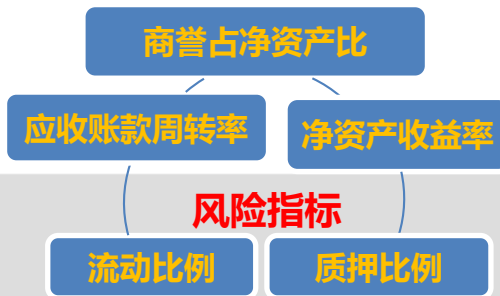 商誉占净资产比
应收账款周转率
净资产收益率
风险指标
流动比例
质押比例